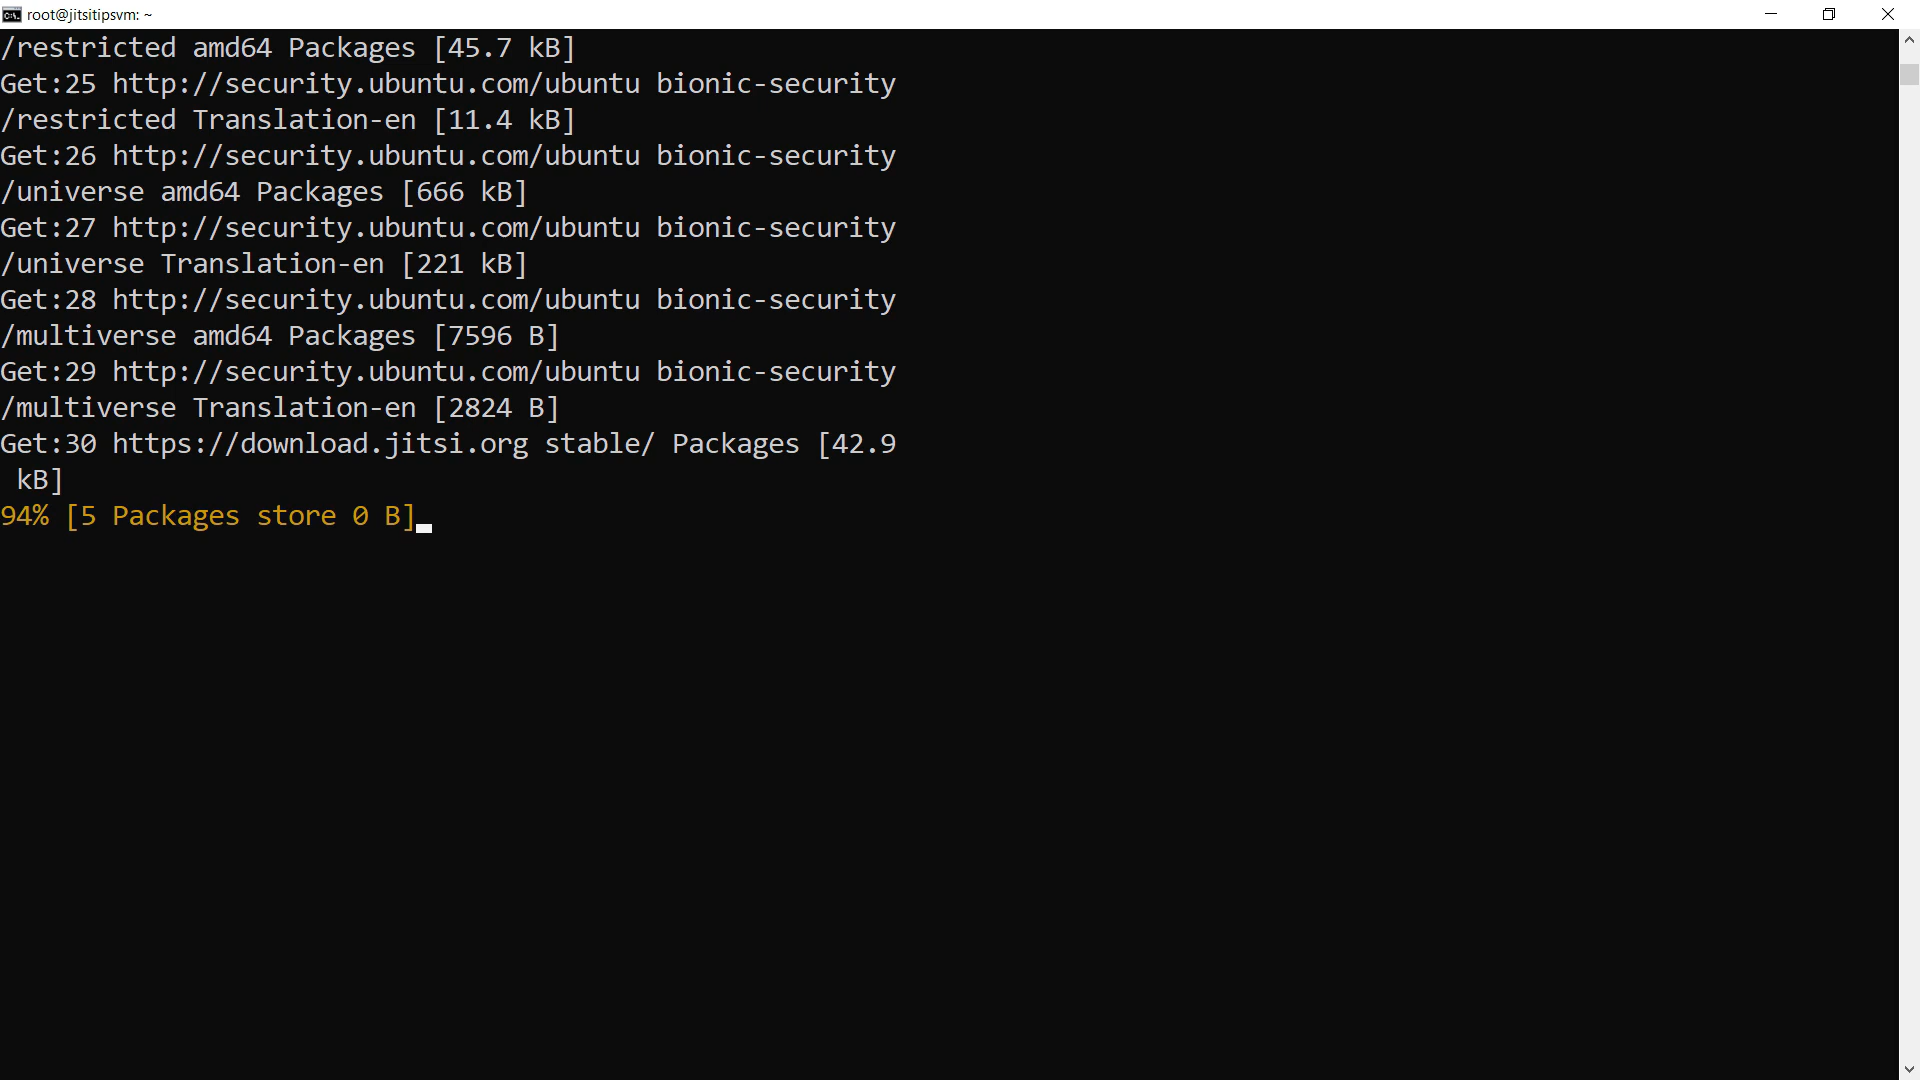 root@jitsitipsvm: ~
/restricted amd64 Packages [45.7 kB]
Get:25 http://security.ubuntu.com/ubuntu bionic-security
/restricted Translation-en [11.4 kB]
Get:26 http://security.ubuntu.com/ubuntu bionic-security
/universe amd64 Packages [666 kB]
Get:27 http://security.ubuntu.com/ubuntu bionic-security
/universe Translation-en [221 kB]
Get:28 http://security.ubuntu.com/ubuntu bionic-security
/multiverse amd64 Packages [7596 B]
Get:29 http://security.ubuntu.com/ubuntu bionic-security
/multiverse Translation-en [2824 B]
Get:30 https://download.jitsi.org stable/ Packages [42.9
 kB]
94% [5 Packages store 0 B]